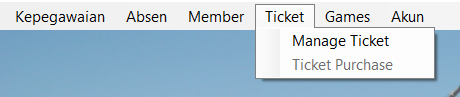 Kepegawaian Absen Member Ticket Games Akun
Manage Ticket
Ticket Purchase